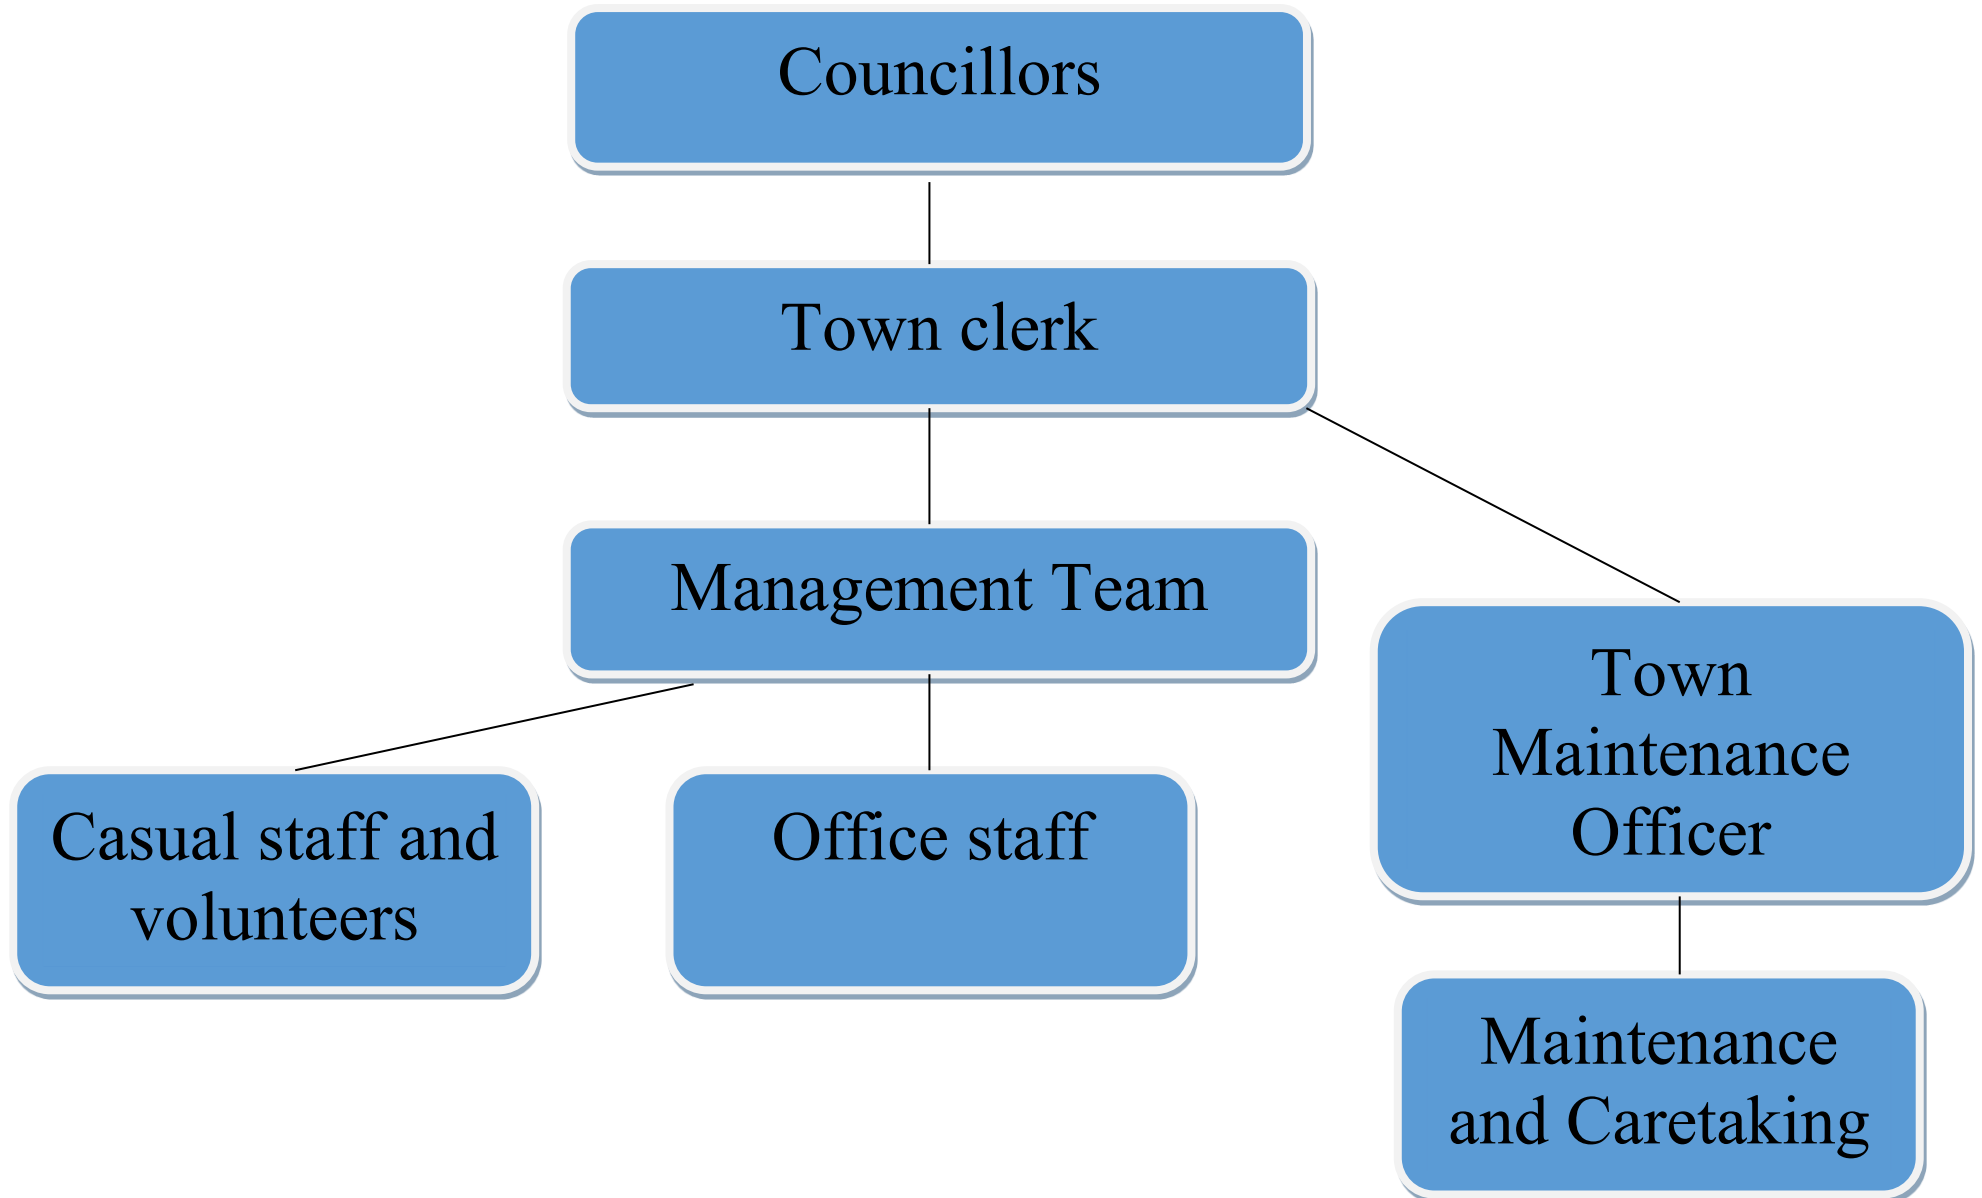 Councillors
Town clerk
Management Team
Town
Maintenance
Officer
Casual staff and
volunteers
Office staff
Maintenance
and Caretaking